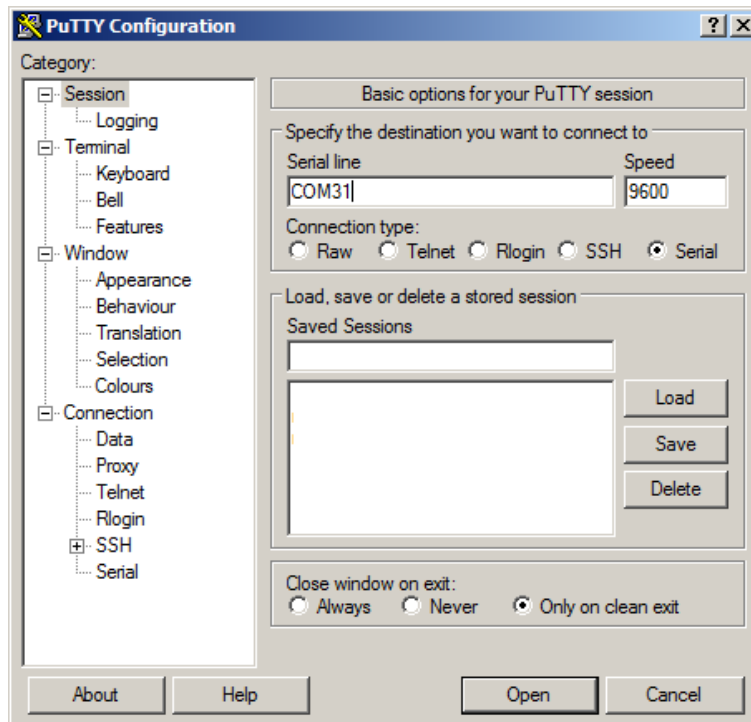 PuTTY Configuration
Category:
Session
Logging
Terminal
Keyboard
Bell
Features
Window
Appearance
Behaviour
Translation
Selection
Colours
Connection
Data
Proxy
Telnet
Rlogin
SSH
Serial
Basic options for your PuTTY session
Specify the destination you want to connect to
Serial line Speed
COM31 9600
Connection type:
Raw Telnet Rlogin SSH Serial
Load, save or delete a stored session
Saved Sessions
Load
Save
Delete
Close window on exit:
Always Never Only on clean exit
About Help Open Cancel